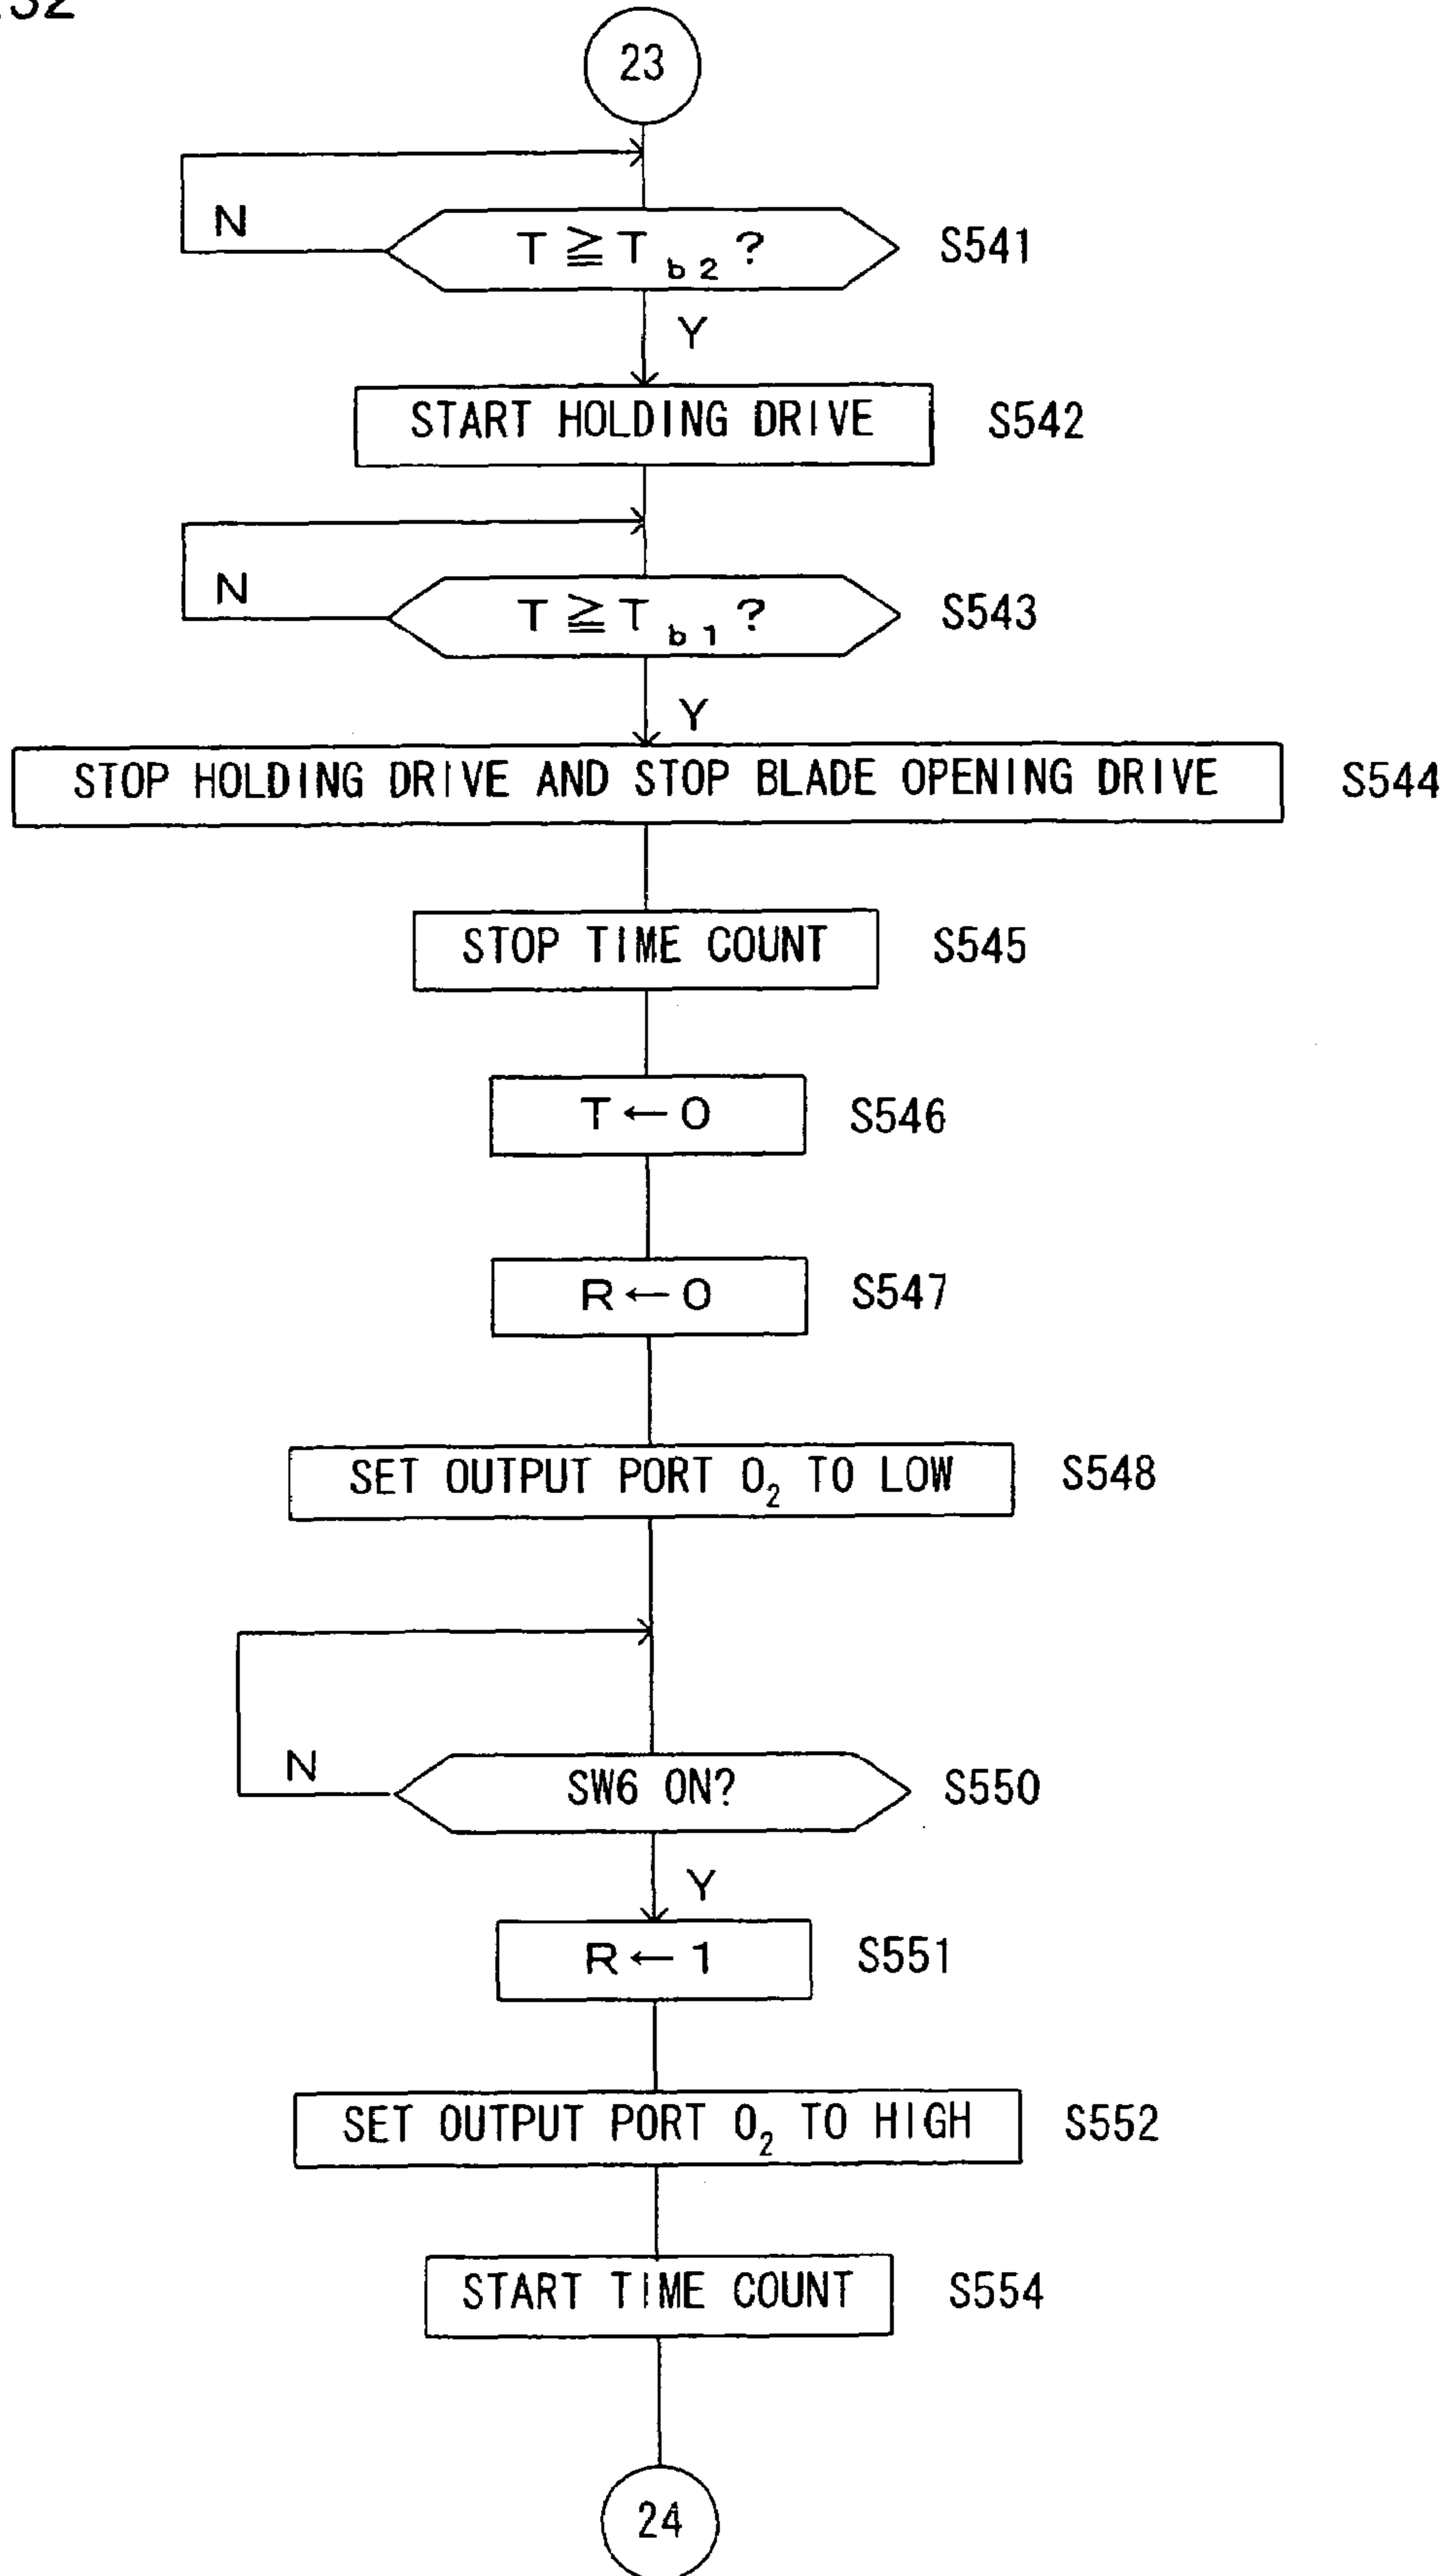 32
23
N
T ≧ T b2 ? S541
Y
START HOLDING DRIVE S542
N
T ≧ T b1 ? S543
Y
STOP HOLDING DRIVE AND STOP BLADE OPENING DRIVE S544
STOP TIME COUNT S545
T ← 0 S546
R ← 0 S547
SET OUTPUT PORT O2 TO LOW S548
N
SW6 ON? S550
Y
R ← 1 S551
SET OUTPUT PORT O2 TO HIGH S552
START TIME COUNT S554
24